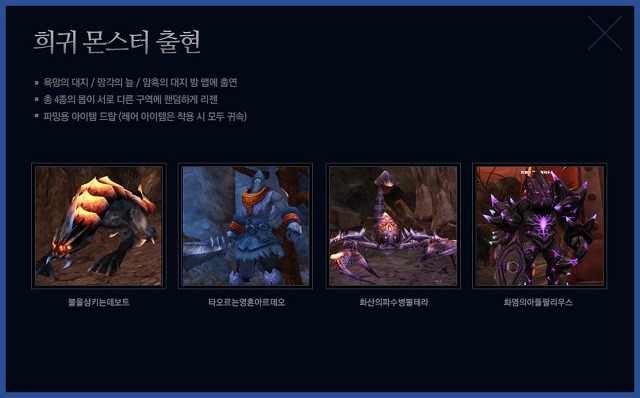 희귀 몬스터 출현
욕망의 대지 / 망각의 늪 / 암흑의 대지 밤 맵에 출연
총 4종의 몹이 서로 다른 구역에 랜덤하게 리젠
파밍용 아이템 드랍 (레어 아이템은 착용 시 모두 귀속)
불을삼키는데보트
타오르는영혼아르데오
화산의파수병볼테라
화염의아들팔리우스